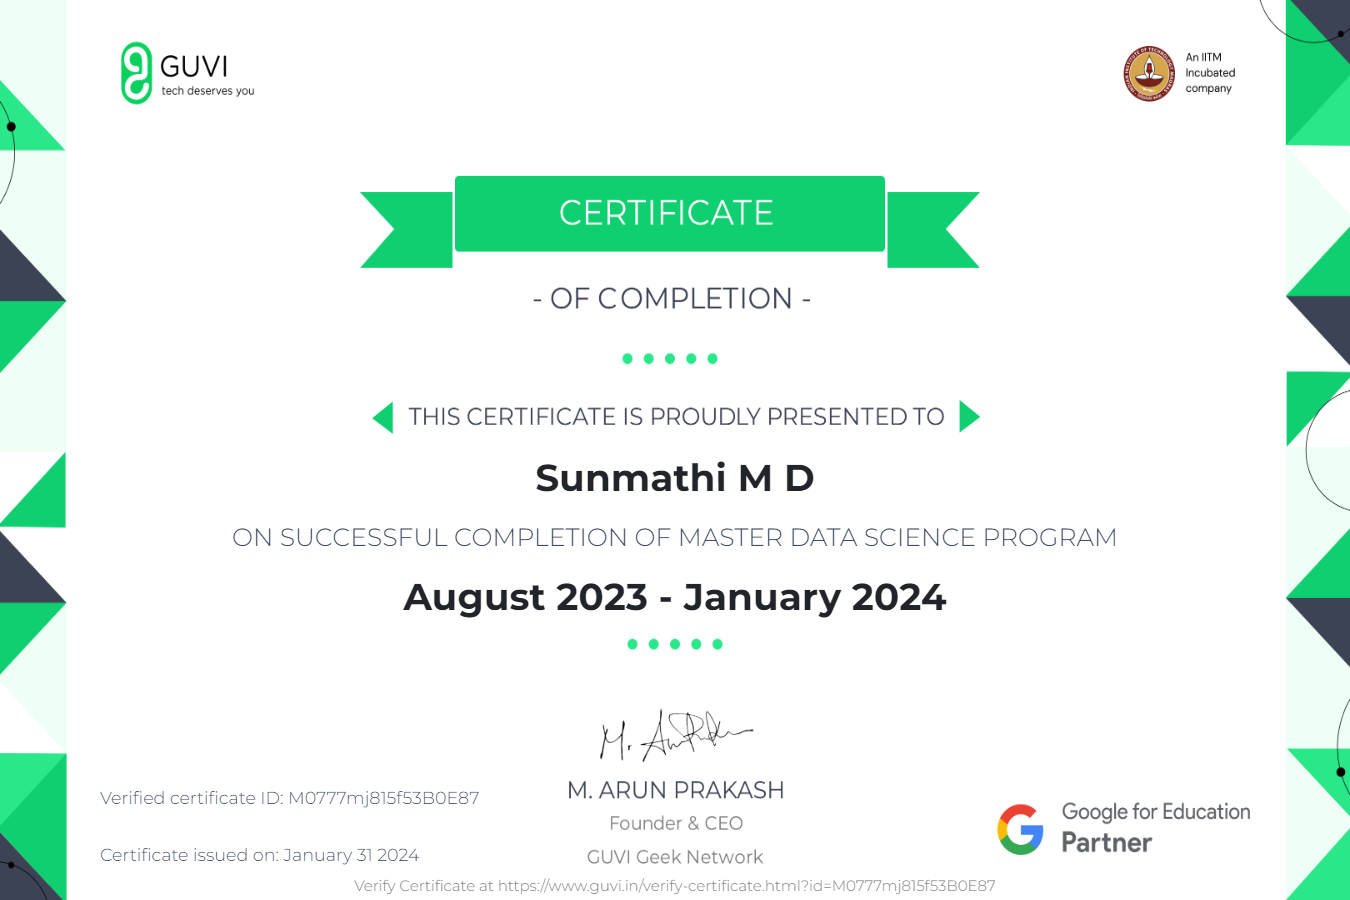 GUVI
tech deserves you
An IITM
Incubated
company
CERTIFICATE
- OF COMPLETION -
THIS CERTIFICATE IS PROUDLY PRESENTED TO
Sunmathi M D
ON SUCCESSFUL COMPLETION OF MASTER DATA SCIENCE PROGRAM
August 2023 - January 2024
M. ARUN PRAKASH
Founder & CEO
GUVI Geek Network
Verified certificate ID: M0777mj815f53B0E87
Certificate issued on: January 31 2024
Google for Education
Partner
Verify Certificate at https://www.guvi.in/verify-certificate.html?id=M0777mj815f53B0E87